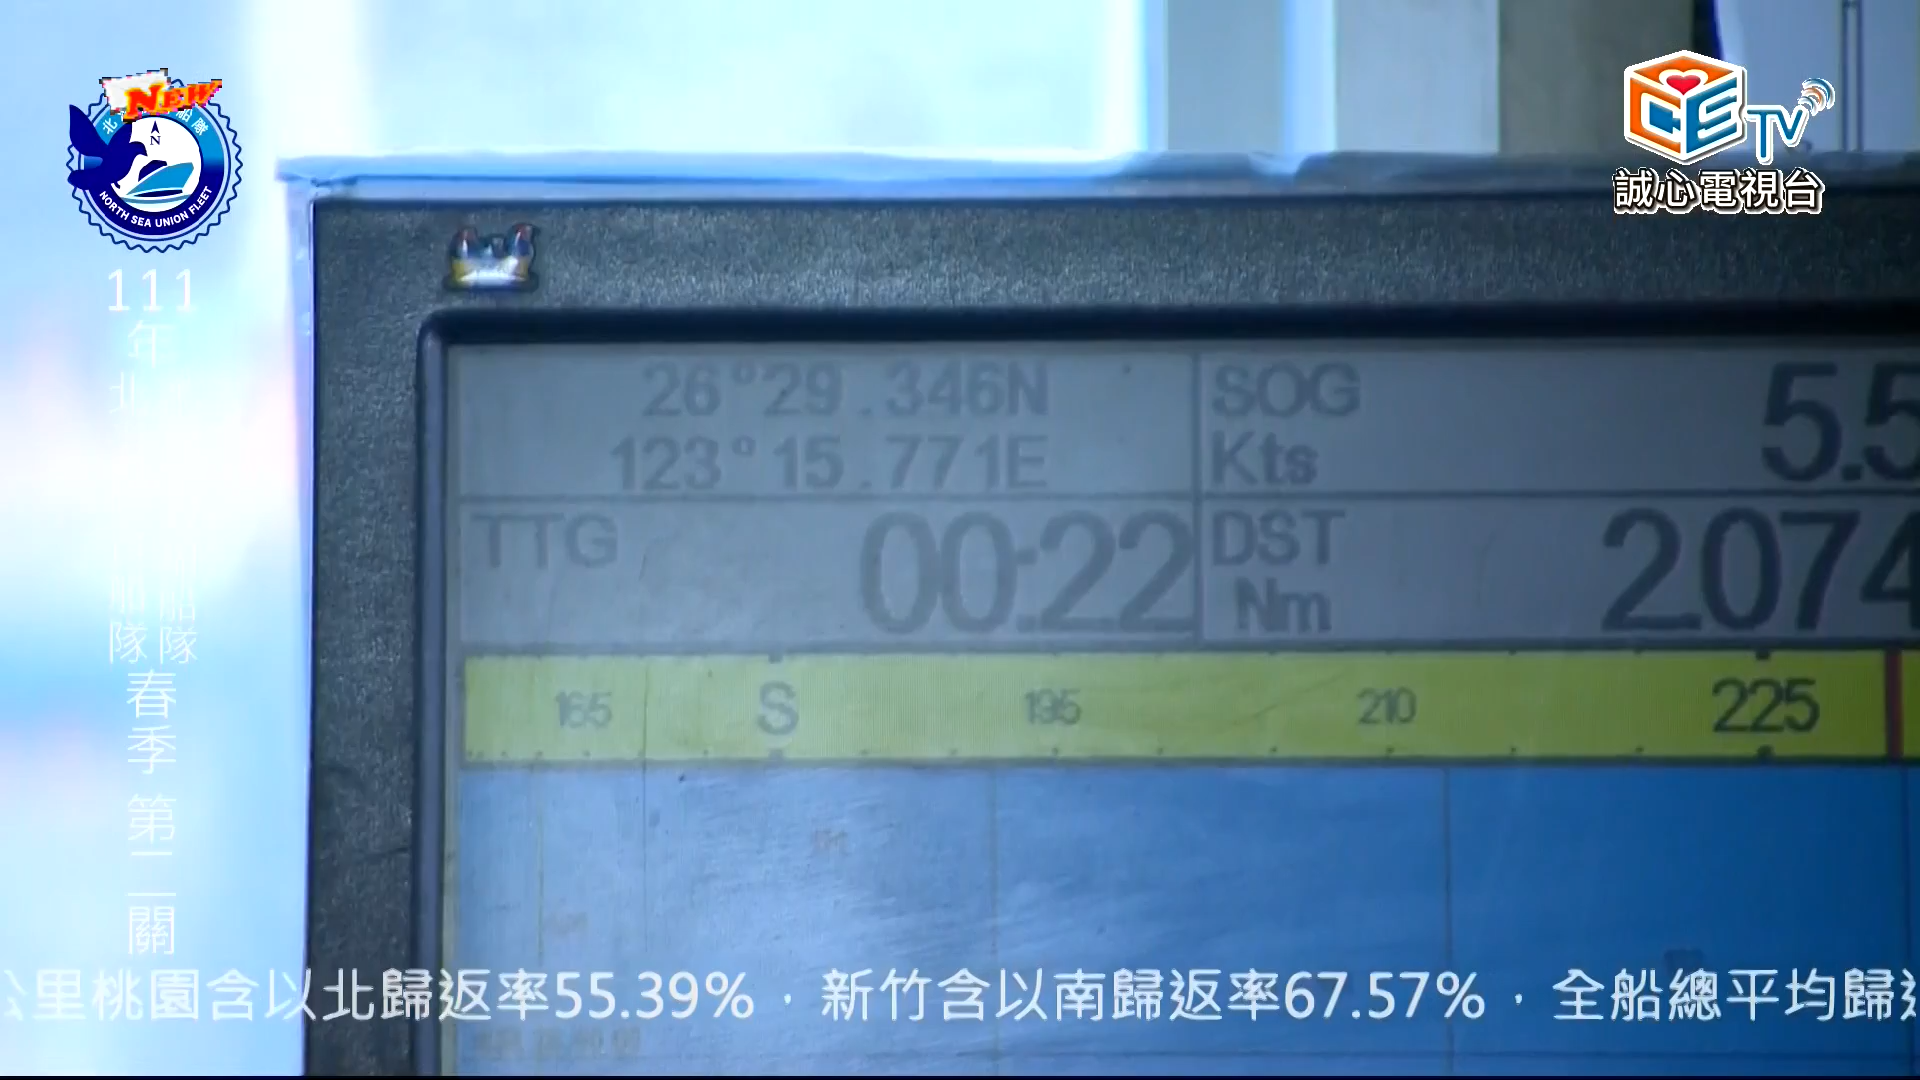 NEW
北
船隊
N
NORTH SEA UNION FLEET
CETV
誠心電視台
111
年
北
船隊
船隊
春季 第二關
26°29.346N
123°15.771E
SOG
Kts
5.5
TTG
00:22
DST
Nm
2.074
165 S 195 210 225
公里桃園含以北歸返率55.39%，新竹含以南歸返率67.57%，全船總平均歸返